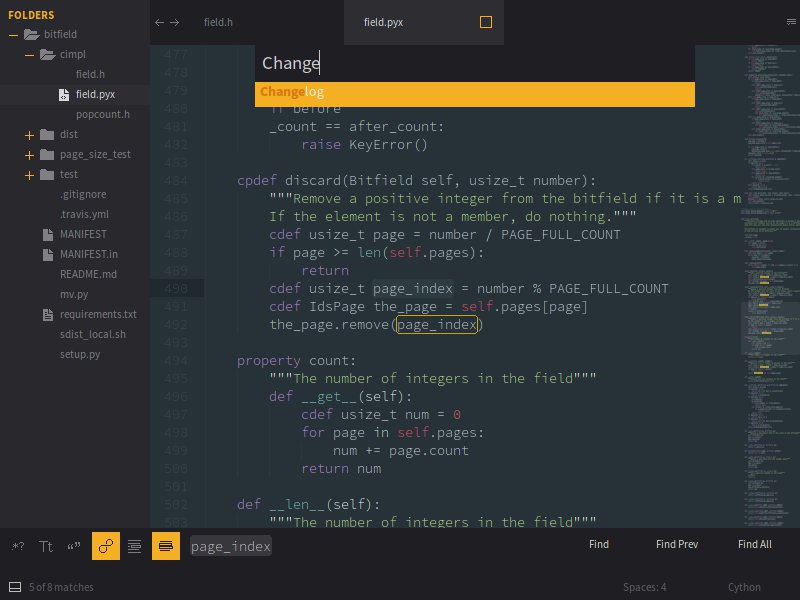 FOLDERS
bitfield
cimpl
field.h
field.pyx
popcount.h
dist
page_size_test
test
.gitignore
.travis.yml
MANIFEST
MANIFEST.in
README.md
mv.py
requirements.txt
sdist_local.sh
setup.py
field.h
field.pyx
Change
Changelog
477
478
479
480 if before
481 _count == after_count:
482 raise KeyError()
483
484 cpdef discard(Bitfield self, usize_t number):
485 """Remove a positive integer from the bitfield if it is a m
486 If the element is not a member, do nothing."""
487 cdef usize_t page = number / PAGE_FULL_COUNT
488 if page >= len(self.pages):
489 return
490 cdef usize_t page_index = number % PAGE_FULL_COUNT
491 cdef IdsPage the_page = self.pages[page]
492 the_page.remove(page_index)
493
494 property count:
495 """The number of integers in the field"""
496 def __get__(self):
497 cdef usize_t num = 0
498 for page in self.pages:
499 num += page.count
500 return num
501
502 def __len__(self):
503 """The number of integers in the field"""
.*? Tt “” page_index Find Find Prev Find All
5 of 8 matches Spaces: 4 Cython